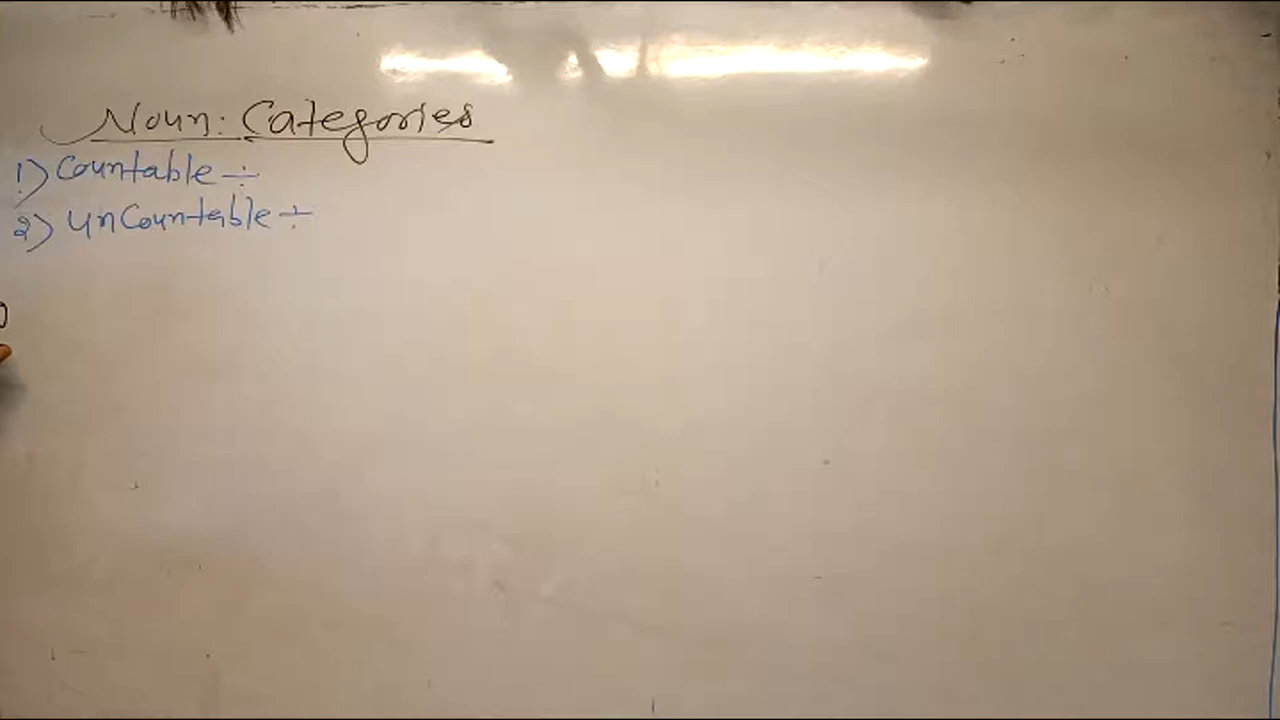 Noun: Categories
1) Countable ÷
2) unCountable ÷